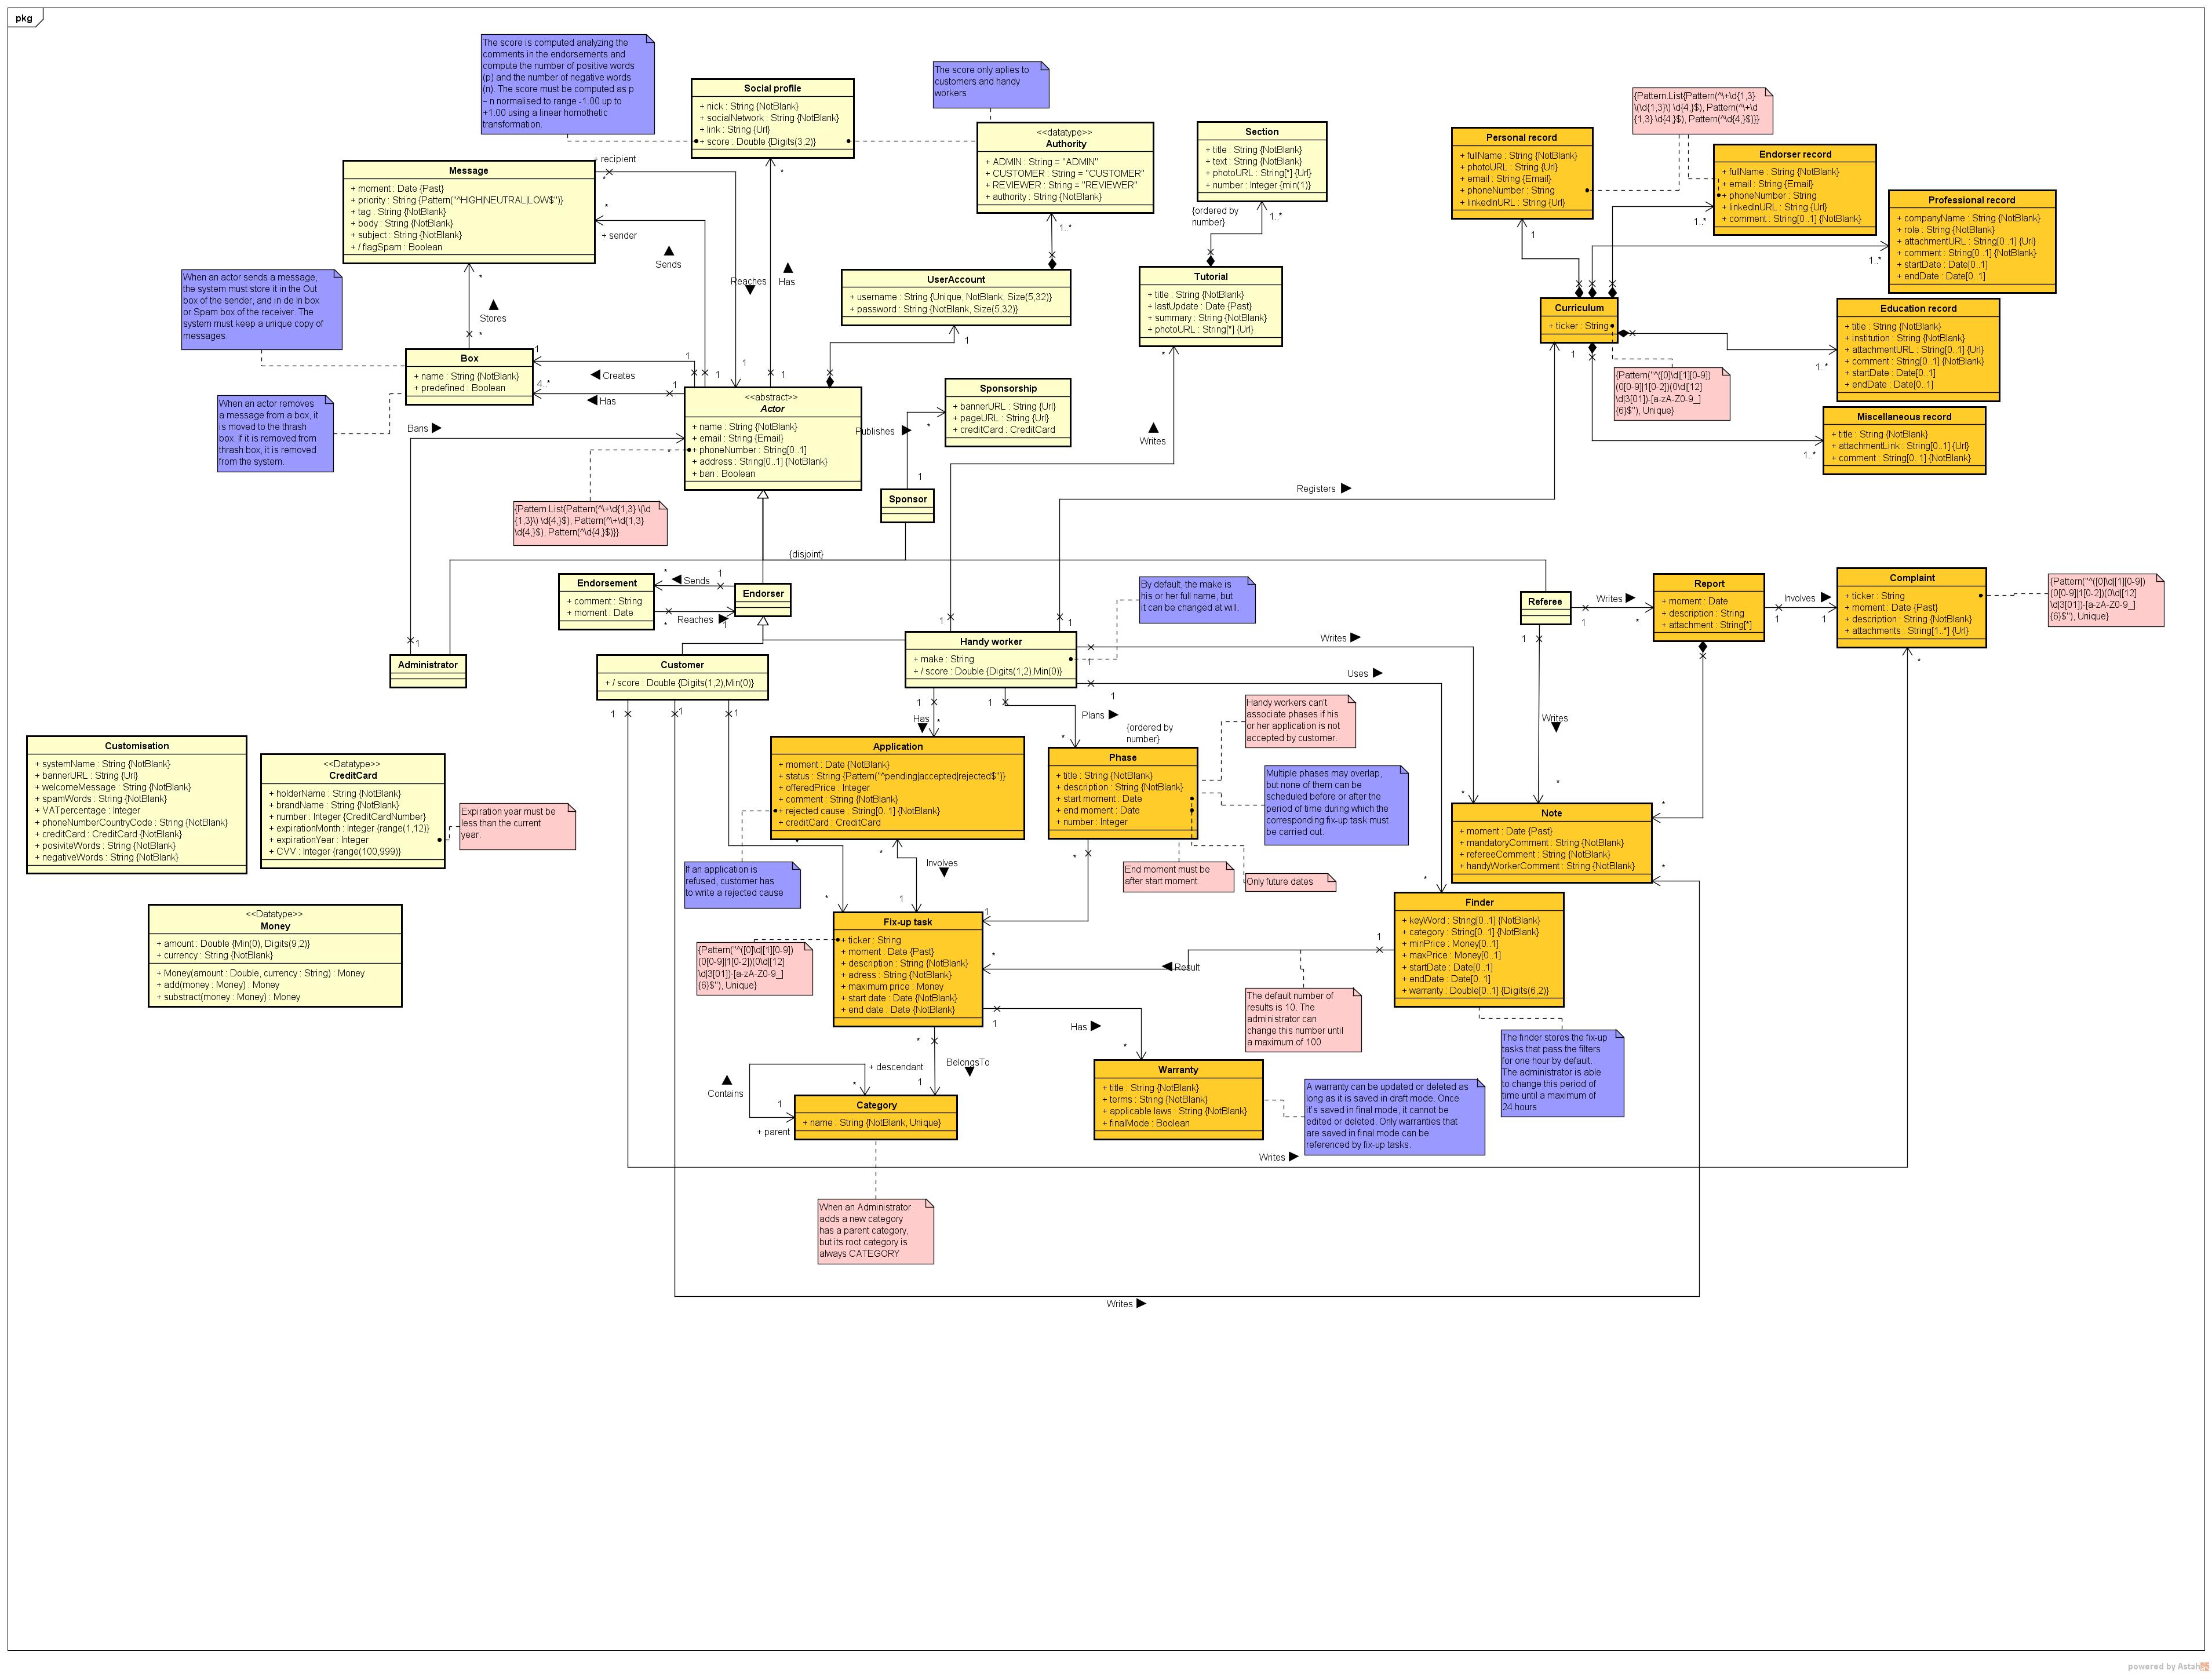 pkg
The score is computed analyzing the
comments in the endorsements and
compute the number of positive words
(p) and the number of negative words
(n). The score must be computed as p
– n normalised to range -1.00 up to
+1:00 using a linear homothetic
transformation.
Social profile
+ nick : String {NotBlank}
+ socialNetwork : String {NotBlank}
+ link : String {Url}
+ score : Double {Digits(3,2)}
The score only aplies to
customers and handy
workers
<<datatype>>
Authority
+ ADMIN : String = "ADMIN"
+ CUSTOMER : String = "CUSTOMER"
+ REVIEWER : String = "REVIEWER"
+ authority : String {NotBlank}
Section
+ title : String {NotBlank}
+ text : String {NotBlank}
+ photoURL : String[*] {Url}
+ number : Integer {min(1)}
{ordered by
number}
1..*
{Pattern.List{Pattern(^\+\d{1,3}
\(\d{1,3}\) \d{4,}$), Pattern(^\+\d
{1,3} \d{4,}$), Pattern(^\d{4,}$)}}
Personal record
+ fullName : String {NotBlank}
+ photoURL : String {Url}
+ email : String {Email}
+ phoneNumber : String
+ linkedInURL : String {Url}
1
Endorser record
+ fullName : String {NotBlank}
+ email : String {Email}
+ phoneNumber : String
+ linkedInURL : String {Url}
+ comment : String[0..1] {NotBlank}
1..*
Professional record
+ companyName : String {NotBlank}
+ role : String {NotBlank}
+ attachmentURL : String[0..1] {Url}
+ comment : String[0..1] {NotBlank}
+ startDate : Date[0..1]
+ endDate : Date[0..1]
1..*
Message
+ moment : Date {Past}
+ priority : String {Pattern("^HIGH|NEUTRAL|LOW$")}
+ tag : String {NotBlank}
+ body : String {NotBlank}
+ subject : String {NotBlank}
+ / flagSpam : Boolean
+ recipient
*
*
+ sender
Sends
Reaches
Has
*
1..*
When an actor sends a message,
the system must store it in the Out
box of the sender, and in de In box
or Spam box of the receiver. The
system must keep a unique copy of
messages.
*
Stores
*
UserAccount
+ username : String {Unique, NotBlank, Size(5,32)}
+ password : String {NotBlank, Size(5,32)}
1
Tutorial
+ title : String {NotBlank}
+ lastUpdate : Date {Past}
+ summary : String {NotBlank}
+ photoURL : String[*] {Url}
*
Curriculum
+ ticker : String
1
Education record
+ title : String {NotBlank}
+ institution : String {NotBlank}
+ attachmentURL : String[0..1] {Url}
+ comment : String[0..1] {NotBlank}
+ startDate : Date[0..1]
+ endDate : Date[0..1]
1..*
{Pattern("^([0]\d|[1][0-9])
(0[0-9]|1[0-2])(0\d|[12]
\d|3[01])-[a-zA-Z0-9_]
{6}$"), Unique}
Miscellaneous record
+ title : String {NotBlank}
+ attachmentLink : String[0..1] {Url}
+ comment : String[0..1] {NotBlank}
1..*
Box
+ name : String {NotBlank}
+ predefined : Boolean
1
1
Creates
4..*
1
Has
1
1
1
When an actor removes
a message from a box, it
is moved to the thrash
box. If it is removed from
thrash box, it is removed
from the system.
Bans
*
<<abstract>>
Actor
+ name : String {NotBlank}
+ email : String {Email}
+ phoneNumber : String[0..1]
+ address : String[0..1] {NotBlank}
+ ban : Boolean
Sponsorship
+ bannerURL : String {Url}
+ pageURL : String {Url}
+ creditCard : CreditCard
Publishes
*
1
Sponsor
Writes
Registers
{Pattern.List{Pattern(^\+\d{1,3} \(\d
{1,3}\) \d{4,}$), Pattern(^\+\d{1,3}
\d{4,}$), Pattern(^\d{4,}$)}}
{disjoint}
Endorsement
+ comment : String
+ moment : Date
*
Sends
1
*
Reaches
1
Endorser
By default, the make is
his or her full name, but
it can be changed at will.
Referee
1
Writes
*
1
Report
+ moment : Date
+ description : String
+ attachment : String[*]
Involves
1
1
Complaint
+ ticker : String
+ moment : Date {Past}
+ description : String {NotBlank}
+ attachments : String[1..*] {Url}
*
{Pattern("^([0]\d|[1][0-9])
(0[0-9]|1[0-2])(0\d|[12]
\d|3[01])-[a-zA-Z0-9_]
{6}$"), Unique}
1
Administrator
Customer
+ / score : Double {Digits(1,2),Min(0)}
1
1
1
1
1
Handy worker
+ make : String
+ / score : Double {Digits(1,2),Min(0)}
1
1
Writes
Uses
1
1
Has
*
Plans
*
{ordered by
number}
Handy workers can't
associate phases if his
or her application is not
accepted by customer.
Writes
*
Customisation
+ systemName : String {NotBlank}
+ bannerURL : String {Url}
+ welcomeMessage : String {NotBlank}
+ spamWords : String {NotBlank}
+ VATpercentage : Integer
+ phoneNumberCountryCode : String {NotBlank}
+ creditCard : CreditCard {NotBlank}
+ posiviteWords : String {NotBlank}
+ negativeWords : String {NotBlank}
<<Datatype>>
CreditCard
+ holderName : String {NotBlank}
+ brandName : String {NotBlank}
+ number : Integer {CreditCardNumber}
+ expirationMonth : Integer {range(1,12)}
+ expirationYear : Integer
+ CVV : Integer {range(100,999)}
Expiration year must be
less than the current
year.
Application
+ moment : Date {NotBlank}
+ status : String {Pattern("^pending|accepted|rejected$")}
+ offeredPrice : Integer
+ comment : String {NotBlank}
+ rejected cause : String[0..1] {NotBlank}
+ creditCard : CreditCard
Phase
+ title : String {NotBlank}
+ description : String {NotBlank}
+ start moment : Date
+ end moment : Date
+ number : Integer
Multiple phases may overlap,
but none of them can be
scheduled before or after the
period of time during which the
corresponding fix-up task must
be carried out.
*
*
Note
+ moment : Date {Past}
+ mandatoryComment : String {NotBlank}
+ refereeComment : String {NotBlank}
+ handyWorkerComment : String {NotBlank}
*
If an application is
refused, customer has
to write a rejected cause
*
Involves
1
*
*
End moment must be
after start moment.
Only future dates
*
Finder
+ keyWord : String[0..1] {NotBlank}
+ category : String[0..1] {NotBlank}
+ minPrice : Money[0..1]
+ maxPrice : Money[0..1]
+ startDate : Date[0..1]
+ endDate : Date[0..1]
+ warranty : Double[0..1] {Digits(6,2)}
<<Datatype>>
Money
+ amount : Double {Min(0), Digits(9,2)}
+ currency : String {NotBlank}
+ Money(amount : Double, currency : String) : Money
+ add(money : Money) : Money
+ substract(money : Money) : Money
{Pattern("^([0]\d|[1][0-9])
(0[0-9]|1[0-2])(0\d|[12]
\d|3[01])-[a-zA-Z0-9_]
{6}$"), Unique}
Fix-up task
+ ticker : String
+ moment : Date {Past}
+ description : String {NotBlank}
+ adress : String {NotBlank}
+ maximum price : Money
+ start date : Date {NotBlank}
+ end date : Date {NotBlank}
1
*
Result
1
The default number of
results is 10. The
administrator can
change this number until
a maximum of 100
The finder stores the fix-up
tasks that pass the filters
for one hour by default.
The administrator is able
to change this period of
time until a maximum of
24 hours
1
Has
*
*
BelongsTo
1
+ descendant
*
Contains
1
+ parent
Category
+ name : String {NotBlank, Unique}
Warranty
+ title : String {NotBlank}
+ terms : String {NotBlank}
+ applicable laws : String {NotBlank}
+ finalMode : Boolean
A warranty can be updated or deleted as
long as it is saved in draft mode. Once
it's saved in final mode, it cannot be
edited or deleted. Only warranties that
are saved in final mode can be
referenced by fix-up tasks.
Writes
When an Administrator
adds a new category
has a parent category,
but its root category is
always CATEGORY
Writes
powered by Astah